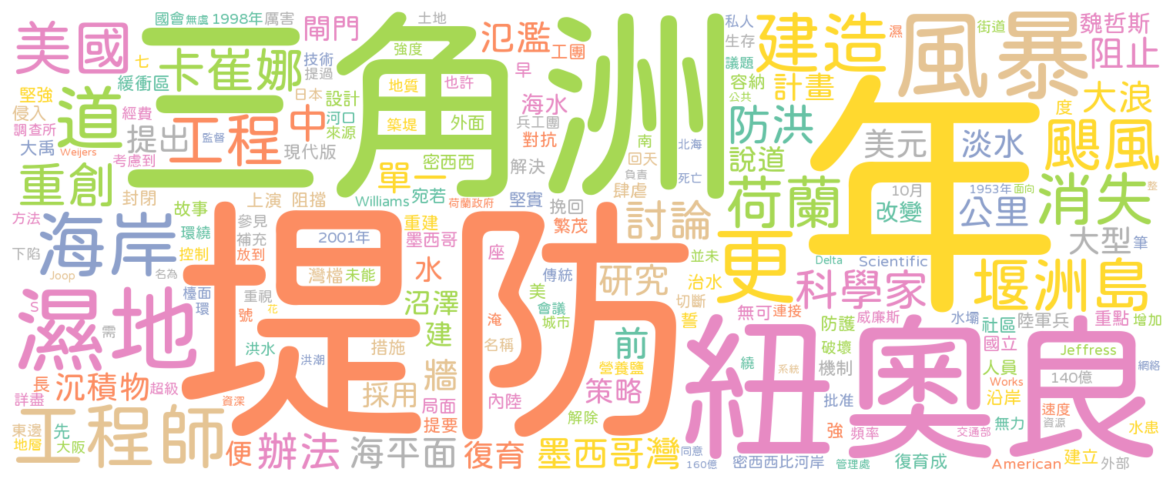 國會 無虞 1998年 厲害
美國 三角洲 閘門 氾濫 土地
卡崔娜 強度 工團 早
建造 風暴 私人 生存 濕 街道 魏哲斯
議題 提過 技術 七 阻止
緩衝區 日本 地質 也許 容納 計畫 公共
堅強 道 設計 海水 度 大浪
侵入 經費 提出 工程 中 河口 來源 築堤 外面 兵工團 對抗 南 北海 防洪 美元 淡水 颶風
調查所 監督
大禹 Weijers 考慮到 現代版 單一 密西西 解決 回天 負責 說道
重創 封閉 上演 阻擋 Williams 宛若 荷蘭政府 堅實 肆虐 死亡 荷蘭 10月 1953年 面向 整 消失
方法 故事 參見 挽回 改變 公里
海岸 環繞 補充 2001年 重建 墨西哥 繁茂 討論 並未 更 年 大型 筆
下陷 控制 放到 座 水 治水 Delta Scientific
Joop 名為 檯面 灣檔 未能 傳統 研究 切斷 科學家 堰洲島
S 環 重視 號 沼澤 美 會議 誓 無可 連接
濕地 需 花 建 淹 城市 威廉斯 水壩 社區 陸軍兵 重點 增加
洪水 洪潮 措施 堤防 名稱 前 防護 國立
長 沉積物 超級 牆 營養鹽 破壞 繞 紐奧良 Jeffress
詳盡 資深 採用 局面 內陸 策略 機制 人員 140億 網絡
工程師 提要 解除 系統 批准 Works 沿岸
東邊 先 強 頻率 交通部 速度 資源 水患
地層 大阪 便 辦法 海平面 復育 墨西哥灣 同意 160億 密西西比河岸 管理處 復育成 無力 American 建立 外部